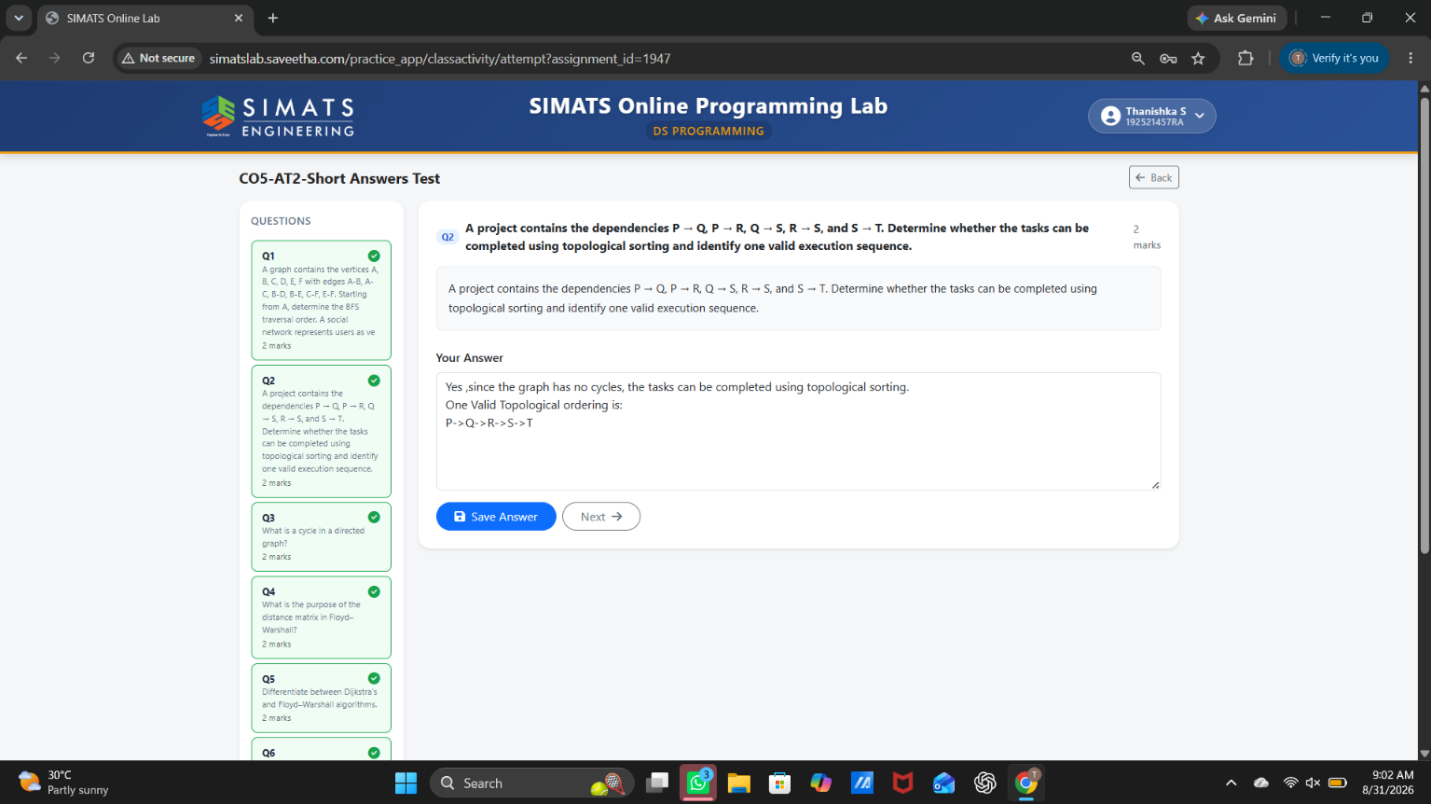 SIMATS Online Lab
Ask Gemini
Not secure
simatslab.saveetha.com/practice_app/classactivity/attempt?assignment_id=1947
Verify it's you
SIMATS
ENGINEERING
SIMATS Online Programming Lab
DS PROGRAMMING
Thanishka S
192521457RA
CO5-AT2-Short Answers Test
← Back
QUESTIONS
Q1
A graph contains the vertices A,
B, C, D, E, F with edges A-B, A-
C, B-D, B-E, C-F, E-F. Starting
from A, determine the BFS
traversal order. A social
network represents users as ve
2 marks
Q2
A project contains the
dependencies P → Q, P → R, Q
→ S, R → S, and S → T.
Determine whether the tasks
can be completed using
topological sorting and identify
one valid execution sequence.
2 marks
Q3
What is a cycle in a directed
graph?
2 marks
Q4
What is the purpose of the
distance matrix in Floyd–
Warshall?
2 marks
Q5
Differentiate between Dijkstra's
and Floyd–Warshall algorithms.
2 marks
Q6
Q2
A project contains the dependencies P → Q, P → R, Q → S, R → S, and S → T. Determine whether the tasks can be
completed using topological sorting and identify one valid execution sequence.
2
marks
A project contains the dependencies P → Q, P → R, Q → S, R → S, and S → T. Determine whether the tasks can be completed using
topological sorting and identify one valid execution sequence.
Your Answer
Yes ,since the graph has no cycles, the tasks can be completed using topological sorting.
One Valid Topological ordering is:
P->Q->R->S->T
Save Answer
Next →
30°C
Partly sunny
Search
3
9:02 AM
8/31/2026